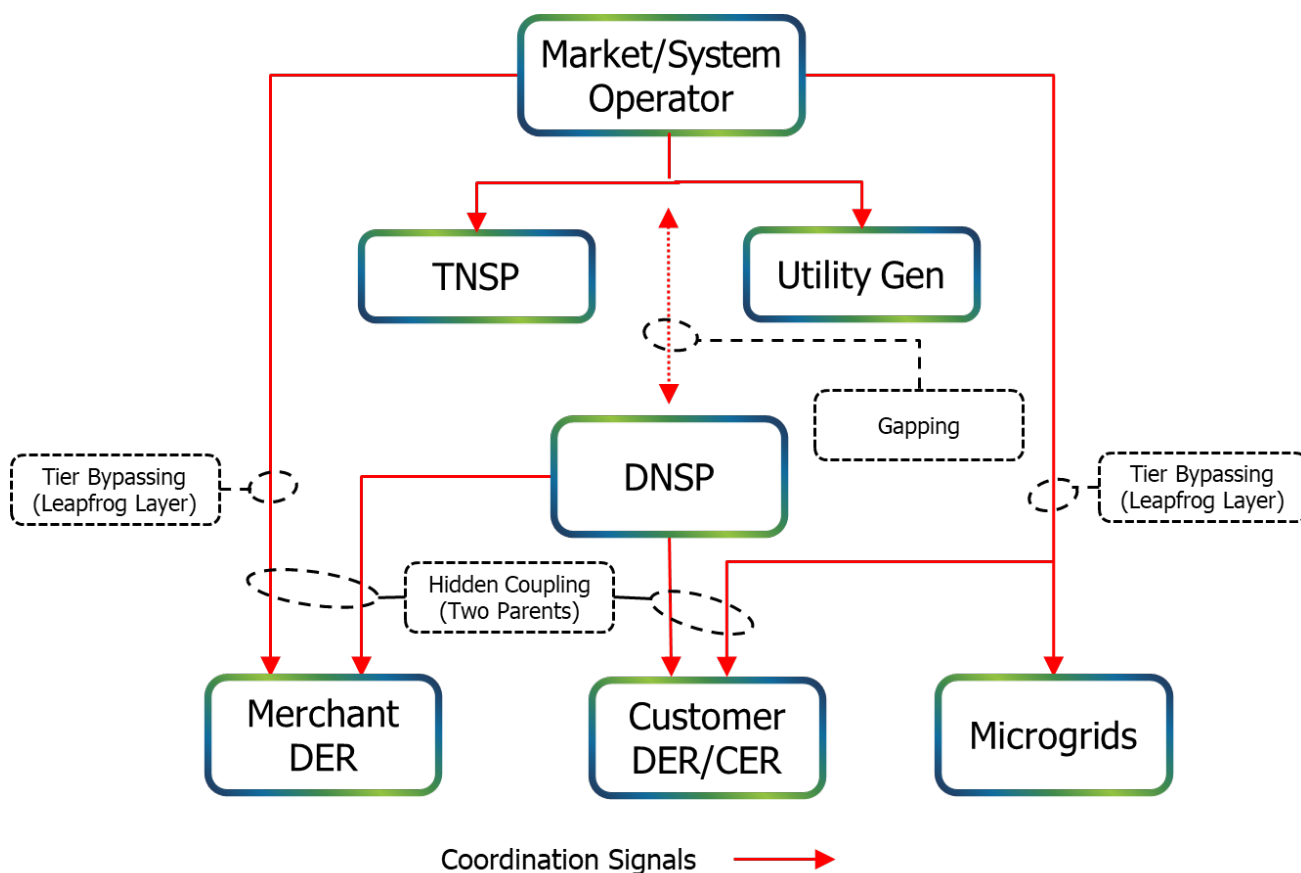 Market/System
Operator
TNSP
Utility Gen
Gapping
DNSP
Tier Bypassing
(Leapfrog Layer)
Tier Bypassing
(Leapfrog Layer)
Hidden Coupling
(Two Parents)
Merchant
DER
Customer
DER/CER
Microgrids
Coordination Signals